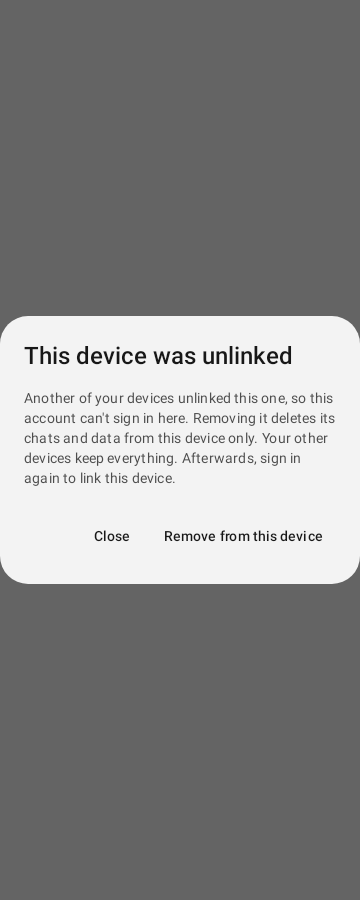 This device was unlinked
Another of your devices unlinked this one, so this
account can't sign in here. Removing it deletes its
chats and data from this device only. Your other
devices keep everything. Afterwards, sign in
again to link this device.
Close
Remove from this device